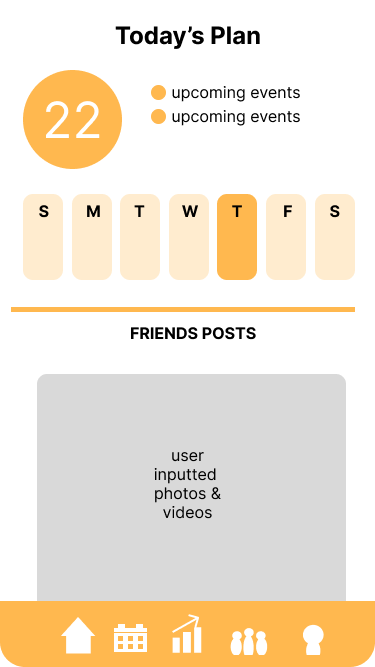 Today’s Plan
22
upcoming events
upcoming events
S M T W T F S
FRIENDS POSTS
user
inputted
photos &
videos